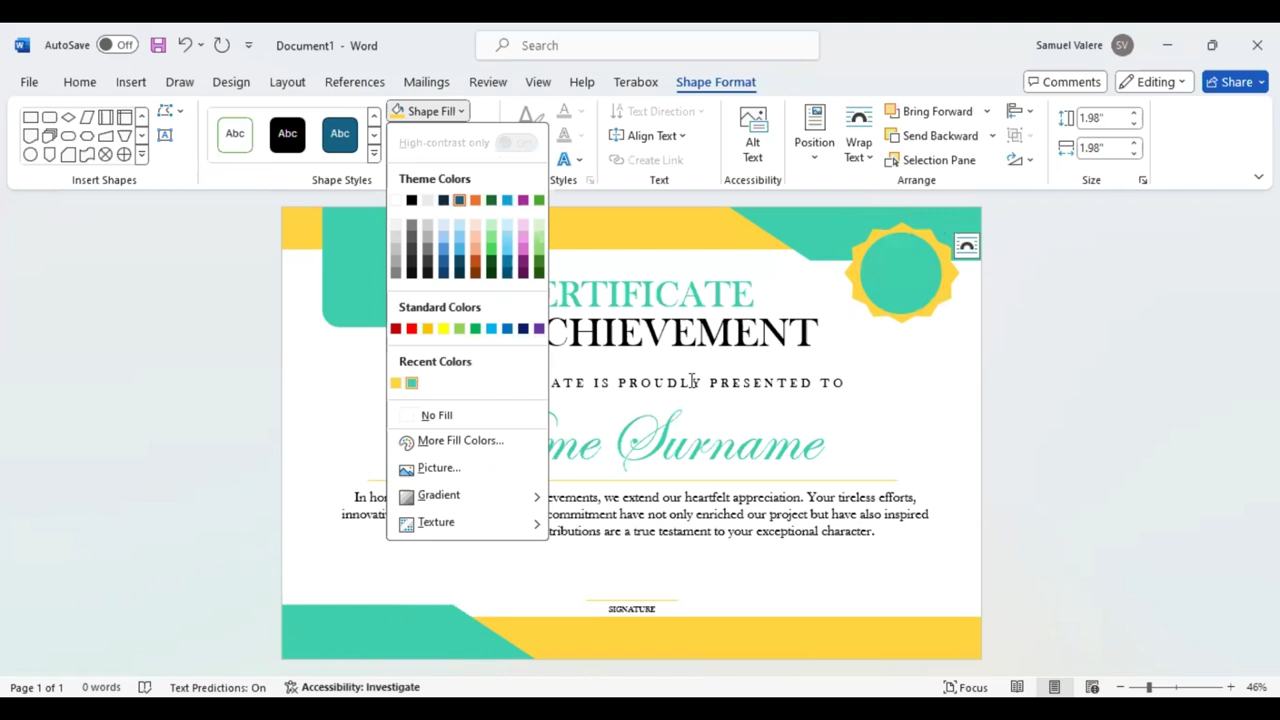 AutoSave Off Document1 - Word Search Samuel Valere SV
File Home Insert Draw Design Layout References Mailings Review View Help Terabox Shape Format Comments Editing Share
Abc Abc Abc Shape Fill Text Direction Align Text Create Link Alt Text Position Wrap Text Bring Forward Send Backward Selection Pane 1.98" 1.98"
Insert Shapes Shape Styles Styles Text Accessibility Arrange Size
High-contrast only
Theme Colors
Standard Colors
Recent Colors
No Fill
More Fill Colors...
Picture...
Gradient
Texture
ERTIFICATE
CHIEVEMENT
ATE IS PROUDLY PRESENTED TO
me Surname
In hon evements, we extend our heartfelt appreciation. Your tireless efforts,
innovati commitment have not only enriched our project but have also inspired
tributions are a true testament to your exceptional character.
SIGNATURE
Page 1 of 1 0 words Text Predictions: On Accessibility: Investigate Focus 46%